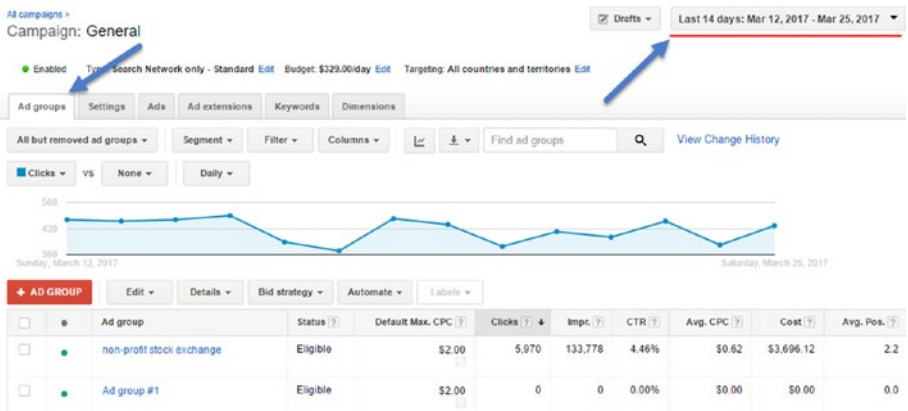 All campaigns >
Campaign: General
Drafts
Last 14 days: Mar 12, 2017 - Mar 25, 2017
Enabled Type: Search Network only - Standard Edit Budget: $329.00/day Edit Targeting: All countries and territories Edit
Ad groups Settings Ads Ad extensions Keywords Dimensions
All but removed ad groups Segment Filter Columns Find ad groups View Change History
Clicks VS None Daily
500
430
360
Sunday, March 12, 2017 Saturday, March 25, 2017
+ AD GROUP Edit Details Bid strategy Automate Labels
Ad group Status ? Default Max. CPC ? Clicks ? Impr. ? CTR ? Avg. CPC ? Cost ? Avg. Pos. ?
non-profit stock exchange Eligible $2.00 5,970 133,778 4.46% $0.62 $3,696.12 2.2
Ad group #1 Eligible $2.00 0 0 0.00% $0.00 $0.00 0.0